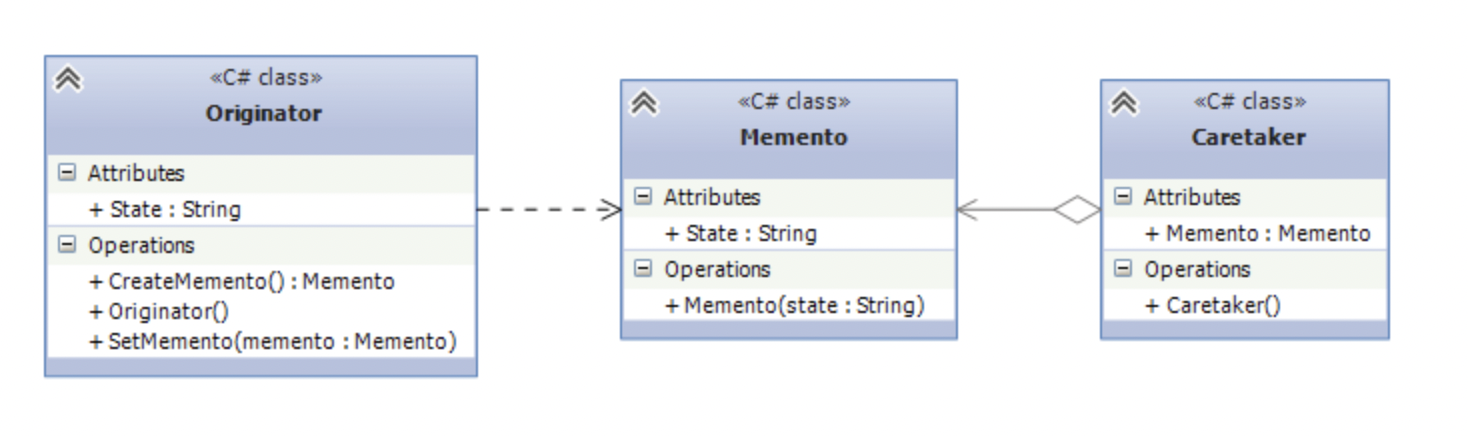 «C# class»
Originator
Attributes
+ State : String
Operations
+ CreateMemento() : Memento
+ Originator()
+ SetMemento(memento : Memento)
«C# class»
Memento
Attributes
+ State : String
Operations
+ Memento(state : String)
«C# class»
Caretaker
Attributes
+ Memento : Memento
Operations
+ Caretaker()